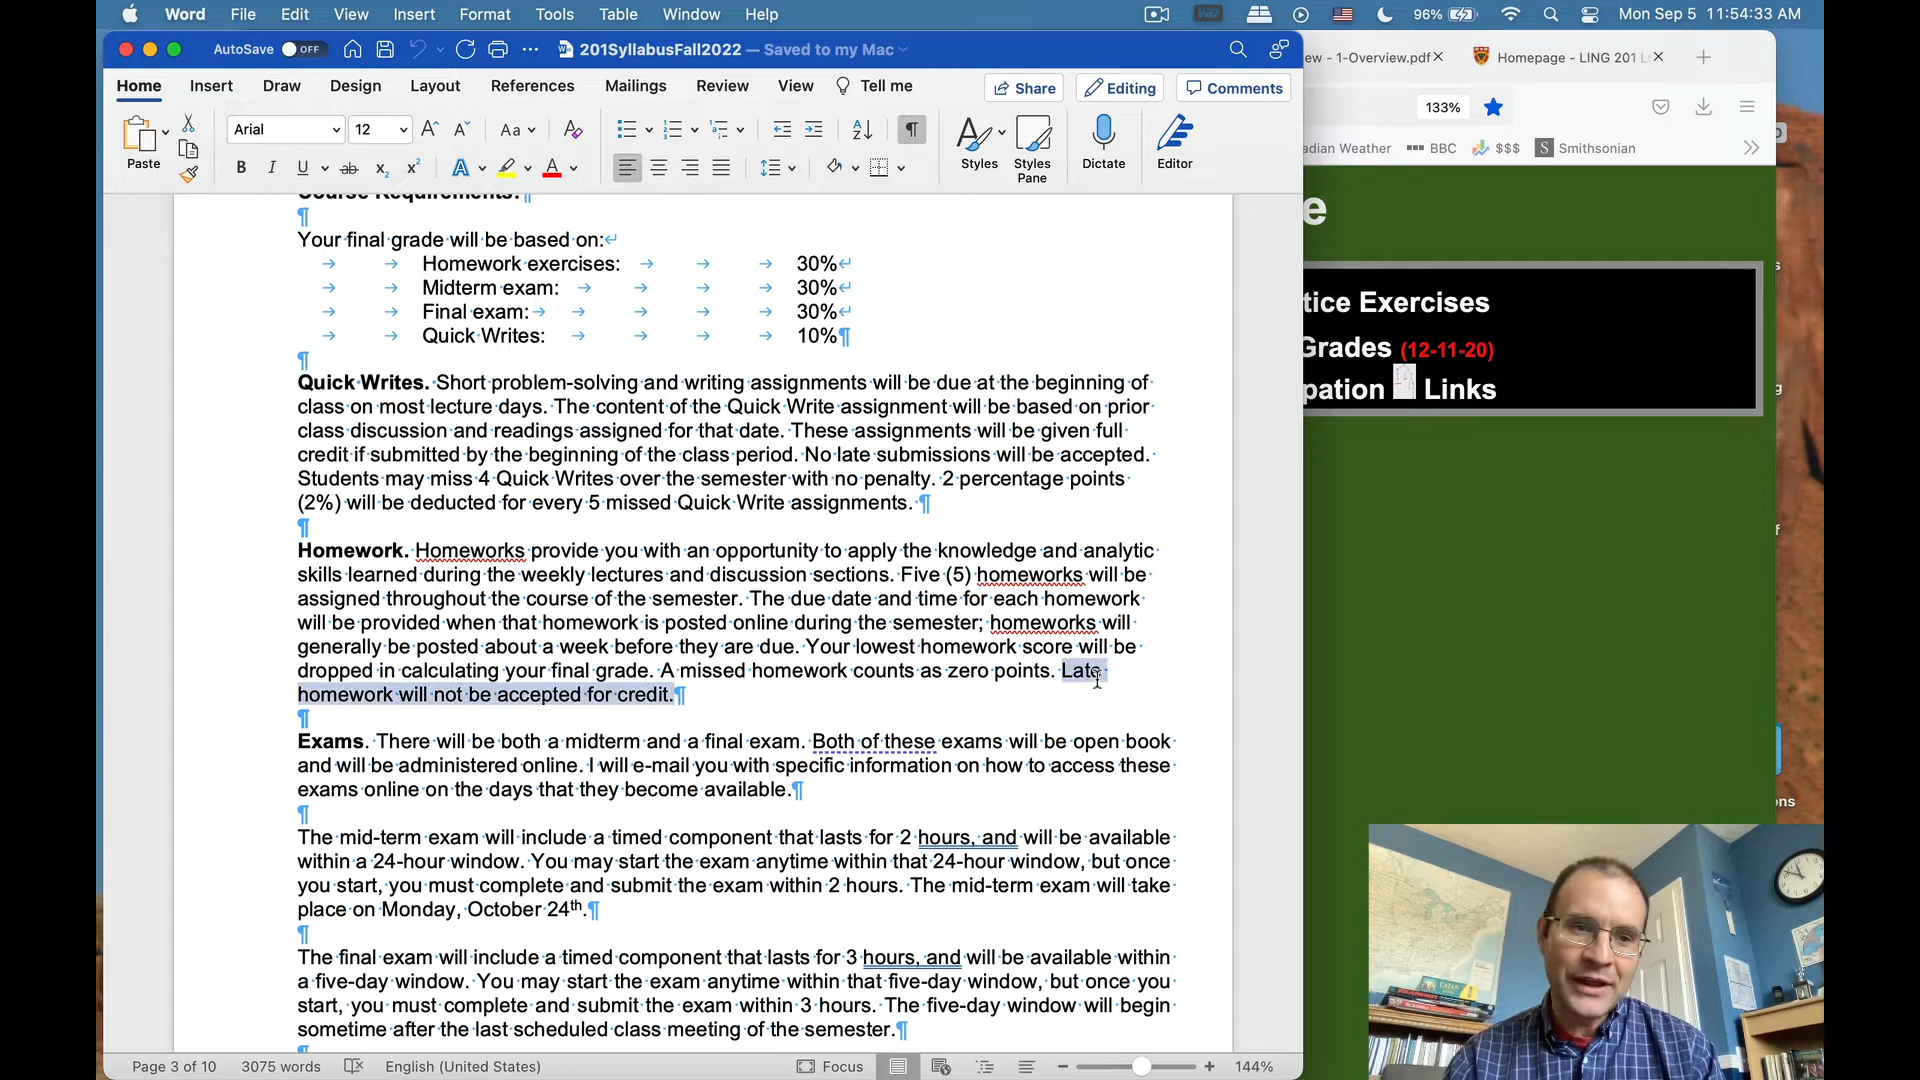 Word File Edit View Insert Format Tools Table Window Help 96% Mon Sep 5 11:54:33 AM
AutoSave OFF 201SyllabusFall2022 — Saved to my Mac
ew - 1-Overview.pdf Homepage - LING 201
Home Insert Draw Design Layout References Mailings Review View Tell me Share Editing Comments
133%
Paste Arial 12 Aa Styles Styles Pane Dictate Editor
B I U ab x₂ x² A A
adian Weather BBC $$$ S Smithsonian
Course Requirements:¶
¶
Your final grade will be based on:
Homework exercises: 30%
Midterm exam: 30%
Final exam: 30%
Quick Writes: 10%¶
¶
Quick Writes. Short problem-solving and writing assignments will be due at the beginning of
class on most lecture days. The content of the Quick Write assignment will be based on prior
class discussion and readings assigned for that date. These assignments will be given full
credit if submitted by the beginning of the class period. No late submissions will be accepted.
Students may miss 4 Quick Writes over the semester with no penalty. 2 percentage points
(2%) will be deducted for every 5 missed Quick Write assignments. ¶
¶
Homework. Homeworks provide you with an opportunity to apply the knowledge and analytic
skills learned during the weekly lectures and discussion sections. Five (5) homeworks will be
assigned throughout the course of the semester. The due date and time for each homework
will be provided when that homework is posted online during the semester; homeworks will
generally be posted about a week before they are due. Your lowest homework score will be
dropped in calculating your final grade. A missed homework counts as zero points. Late
homework will not be accepted for credit.¶
¶
Exams. There will be both a midterm and a final exam. Both of these exams will be open book
and will be administered online. I will e-mail you with specific information on how to access these
exams online on the days that they become available.¶
¶
The mid-term exam will include a timed component that lasts for 2 hours, and will be available
within a 24-hour window. You may start the exam anytime within that 24-hour window, but once
you start, you must complete and submit the exam within 2 hours. The mid-term exam will take
place on Monday, October 24th.¶
¶
The final exam will include a timed component that lasts for 3 hours, and will be available within
a five-day window. You may start the exam anytime within that five-day window, but once you
start, you must complete and submit the exam within 3 hours. The five-day window will begin
sometime after the last scheduled class meeting of the semester.¶
Page 3 of 10 3075 words English (United States) Focus 144%
e
tice Exercises
Grades (12-11-20)
pation Links
ons
CATAN